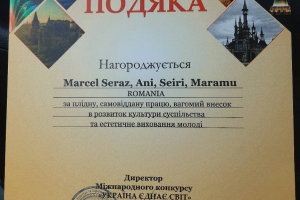 ПОДЯКА
Нагороджується
Marcel Seraz, Ani, Seiri, Maramu
ROMANIA
за плідну, самовіддану працю, вагомий внесок
в розвиток культури суспільства
та естетичне виховання молоді
Директор
Міжнародного конкурсу
«УКРАЇНА ЄДНАЄ СВІТ»